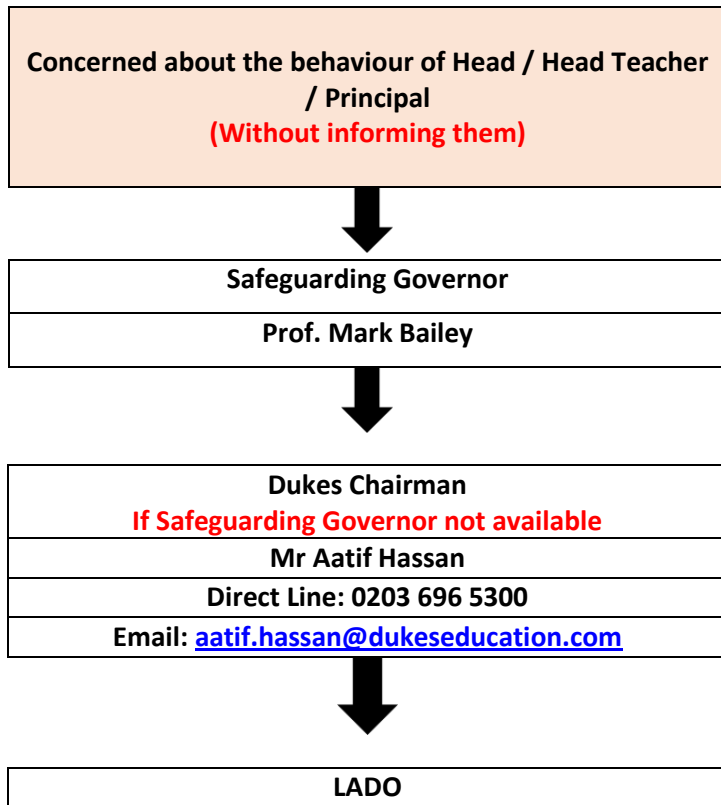 Concerned about the behaviour of Head / Head Teacher
/ Principal
(Without informing them)
Safeguarding Governor
Prof. Mark Bailey
Dukes Chairman
If Safeguarding Governor not available
Mr Aatif Hassan
Direct Line: 0203 696 5300
Email: aatif.hassan@dukeseducation.com
LADO